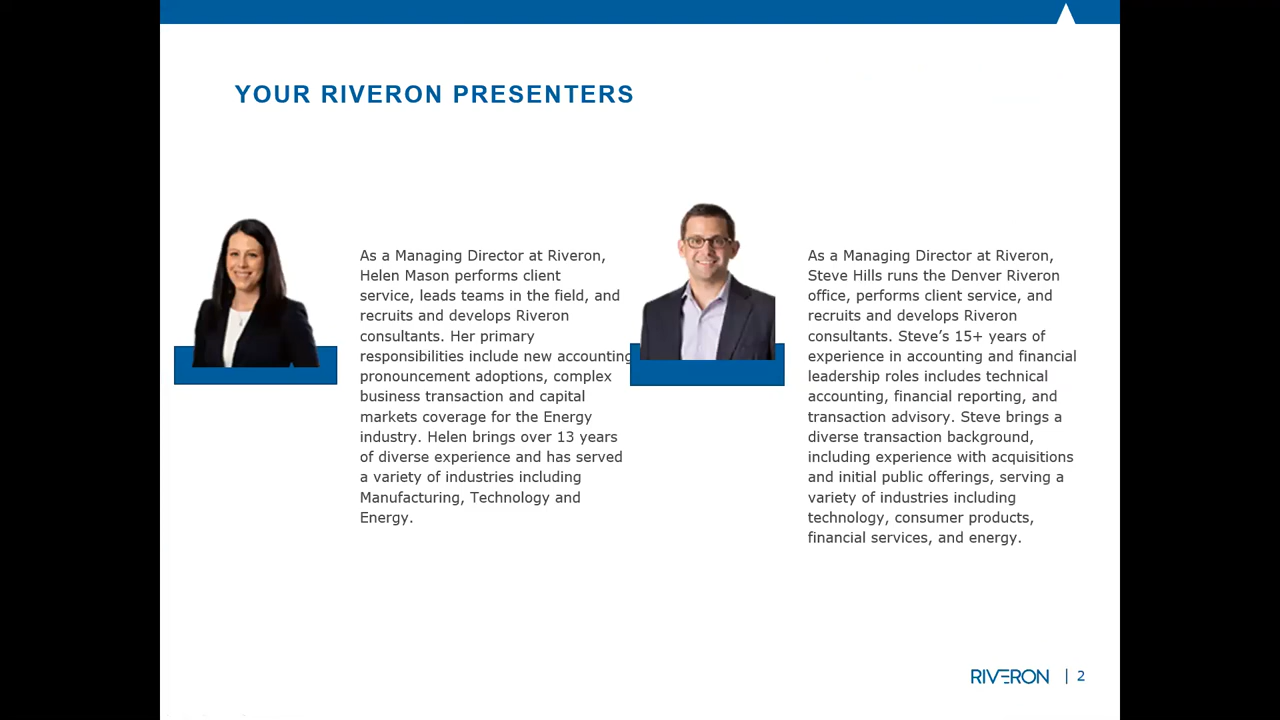 YOUR RIVERON PRESENTERS
As a Managing Director at Riveron,
Helen Mason performs client
service, leads teams in the field, and
recruits and develops Riveron
consultants. Her primary
responsibilities include new accounting
pronouncement adoptions, complex
business transaction and capital
markets coverage for the Energy
industry. Helen brings over 13 years
of diverse experience and has served
a variety of industries including
Manufacturing, Technology and
Energy.
As a Managing Director at Riveron,
Steve Hills runs the Denver Riveron
office, performs client service, and
recruits and develops Riveron
consultants. Steve’s 15+ years of
experience in accounting and financial
leadership roles includes technical
accounting, financial reporting, and
transaction advisory. Steve brings a
diverse transaction background,
including experience with acquisitions
and initial public offerings, serving a
variety of industries including
technology, consumer products,
financial services, and energy.
RIVERON | 2